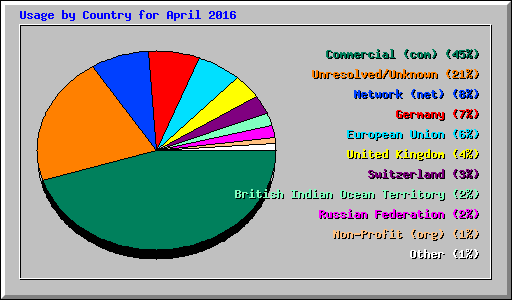 Usage by Country for April 2016
Commercial (com) (45%)
Unresolved/Unknown (21%)
Network (net) (8%)
Germany (7%)
European Union (6%)
United Kingdom (4%)
Switzerland (3%)
British Indian Ocean Territory (2%)
Russian Federation (2%)
Non-Profit (org) (1%)
Other (1%)